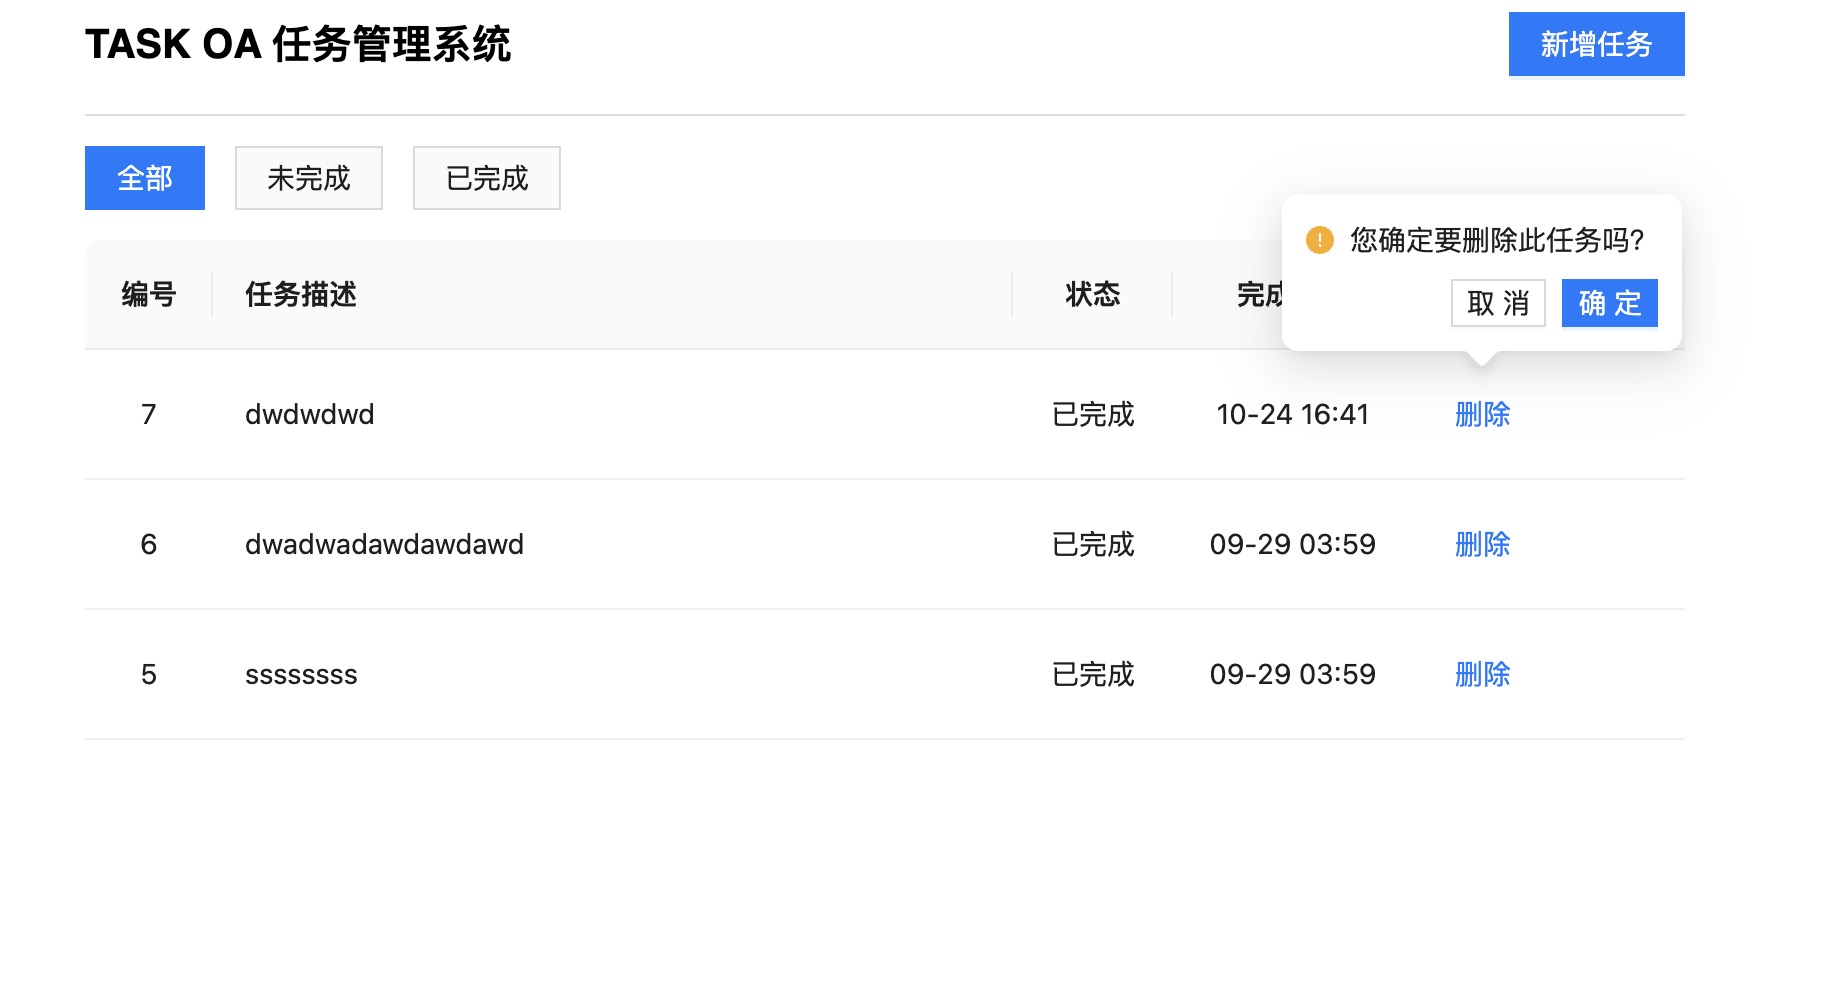 TASK OA 任务管理系统
新增任务
全部
未完成
已完成
您确定要删除此任务吗?
取 消
确 定
编号
任务描述
状态
完成
7
dwdwdwd
已完成
10-24 16:41
删除
6
dwadwadawdawdawd
已完成
09-29 03:59
删除
5
ssssssss
已完成
09-29 03:59
删除